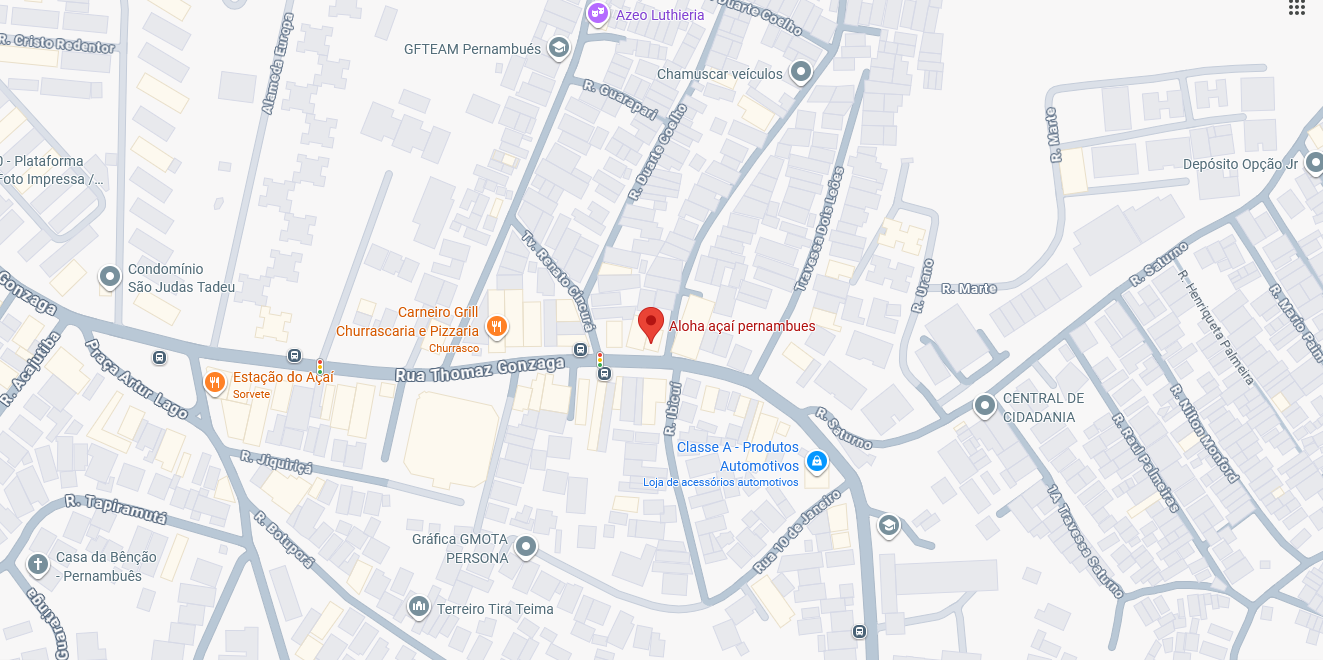 Azeo Luthieria
Duarte Coelho
R. Cristo Redentor
Alameda Europa
GFTEAM Pernambués
Chamuscar veículos
R. Guarapari
R. Duarte Coelho
R. Marte
0 - Plataforma
Foto Impressa /...
Depósito Opção Jr
Travessa Dois Leões
Tv. Renato Cincurá
Condomínio
São Judas Tadeu
Gonzaga
R. Urano
R. Marte
R. Saturno
R. Henriqueta Palmeira
R. Mario Palm
Carneiro Grill
Churrascaria e Pizzaria
Churrasco
Aloha açaí pernambues
R. Acajutiba
Praça Artur Lago
Estação do Açaí
Sorvete
Rua Thomaz Gonzaga
R. Ibicuí
R. Saturno
CENTRAL DE
CIDADANIA
R. Nilton Monford
R. Raul Palmeiras
Classe A - Produtos
Automotivos
Loja de acessórios automotivos
R. Jiquiriçá
R. Tapiramutá
R. Botuporã
Rua 10 de Janeiro
1/A Travessa Saturno
Gráfica GMOTA
PERSONA
Casa da Bênção
- Pernambuês
Terreiro Tira Teima